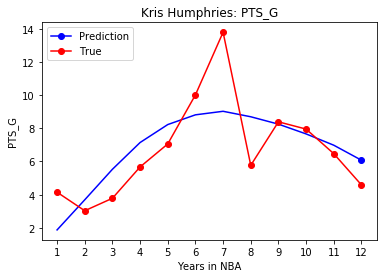 Kris Humphries: PTS_G
Prediction
True
PTS_G
14
12
10
8
6
4
2
1 2 3 4 5 6 7 8 9 10 11 12
Years in NBA